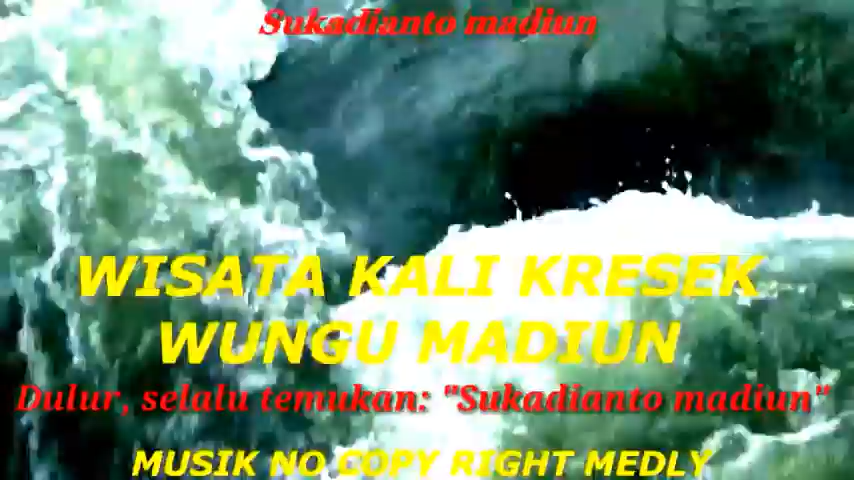 Sukadianto madiun
WISATA KALI KRESEK
WUNGU MADIUN
Dulur, selalu temukan: "Sukadianto madiun"
MUSIK NO COPY RIGHT MEDLY